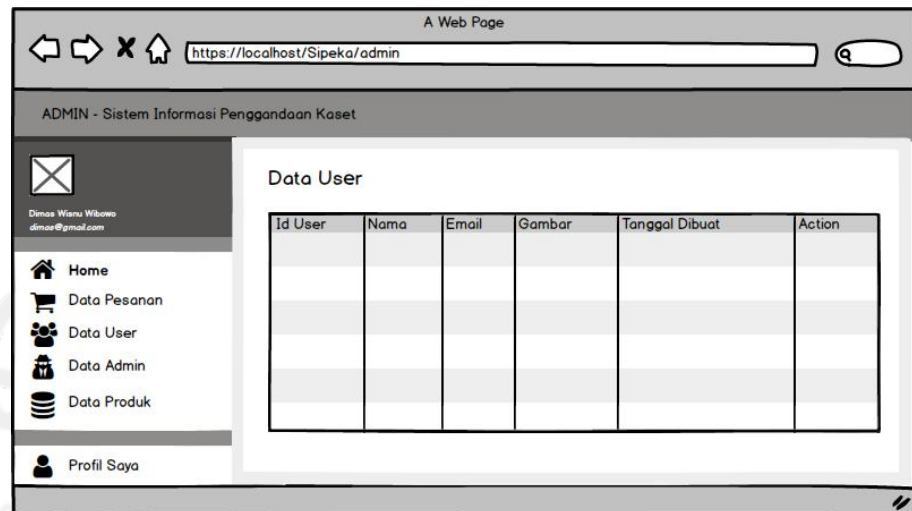 A Web Page
https://localhost/Sipeka/admin
ADMIN - Sistem Informasi Penggandaan Kaset
Dimas Wisnu Wibowo
dimas@gmail.com
Home
Data Pesanan
Data User
Data Admin
Data Produk
Profil Saya
Data User
Id User Nama Email Gambar Tanggal Dibuat Action